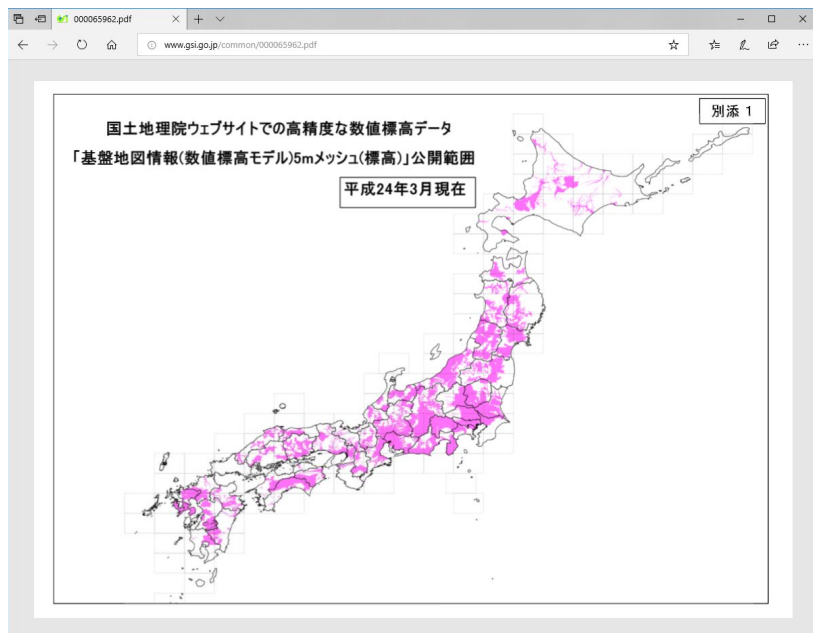 000065962.pdf
www.gsi.go.jp/common/000065962.pdf
別添 1
国土地理院ウェブサイトでの高精度な数値標高データ
「基盤地図情報(数値標高モデル)5mメッシュ(標高)」公開範囲
平成24年3月現在